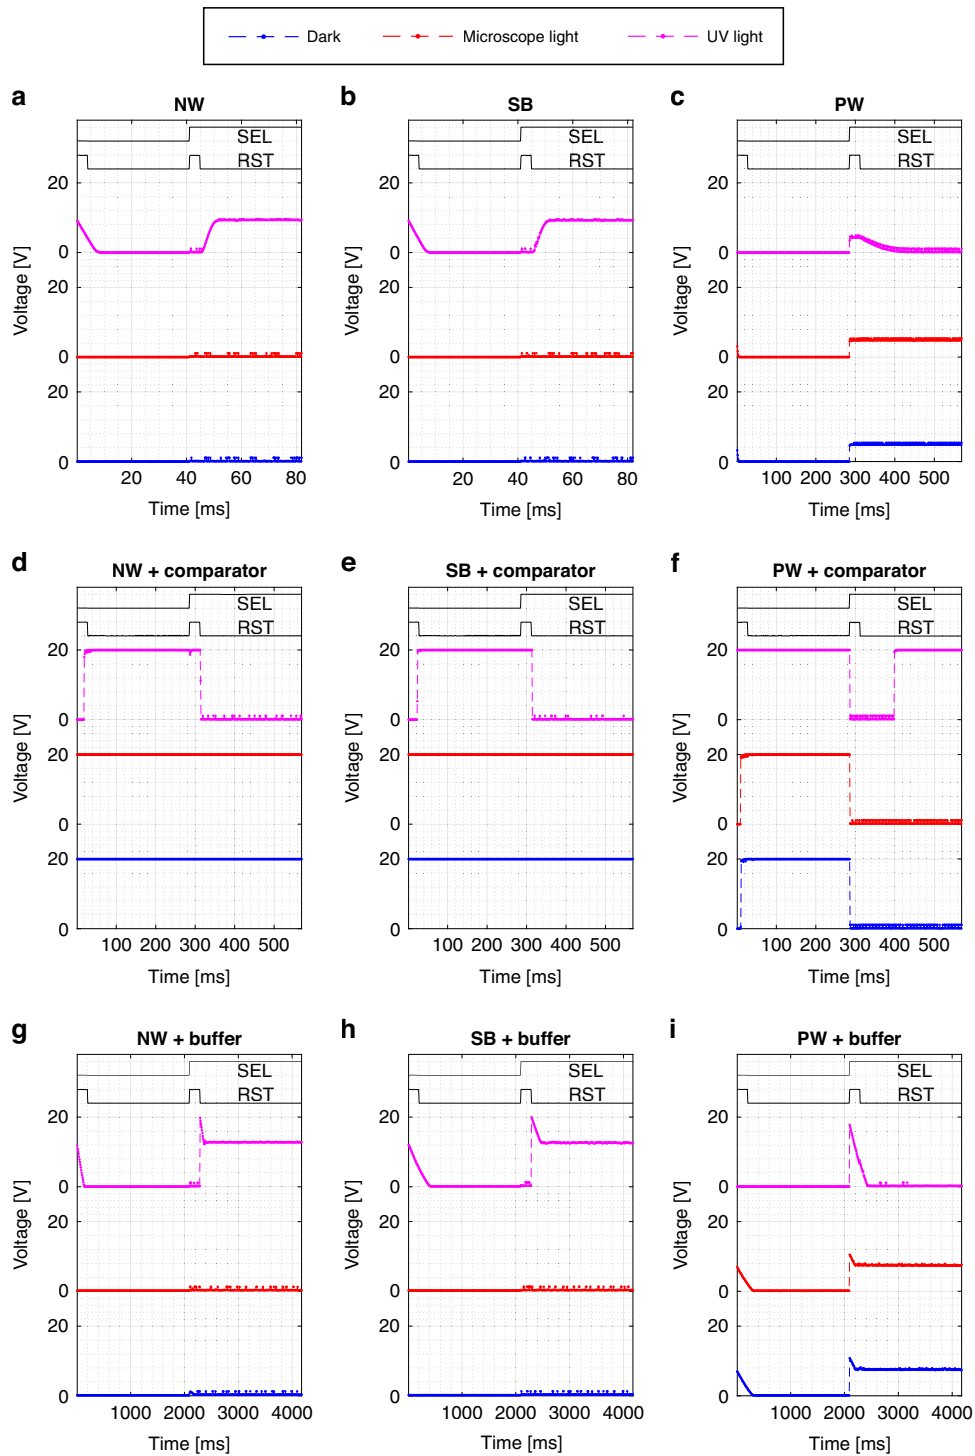 Dark Microscope light UV light
a NW b SB c PW
SEL SEL SEL
RST RST RST
20 20 20
0 0 0
20 20 20
0 0 0
20 20 20
0 0 0
Voltage [V] Voltage [V] Voltage [V]
0 20 40 60 80 20 40 60 80 100 200 300 400 500
Time [ms] Time [ms] Time [ms]
d NW + comparator e SB + comparator f PW + comparator
SEL SEL SEL
RST RST RST
20 20 20
0 0 0
20 20 20
0 0 0
20 20 20
0 0 0
Voltage [V] Voltage [V] Voltage [V]
100 200 300 400 500 100 200 300 400 500 100 200 300 400 500
Time [ms] Time [ms] Time [ms]
g NW + buffer h SB + buffer i PW + buffer
SEL SEL SEL
RST RST RST
20 20 20
0 0 0
20 20 20
0 0 0
20 20 20
0 0 0
Voltage [V] Voltage [V] Voltage [V]
1000 2000 3000 4000 1000 2000 3000 4000 0 1000 2000 3000 4000
Time [ms] Time [ms] Time [ms]